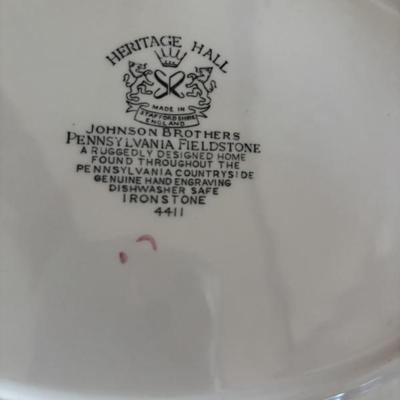 HERITAGE HALL
MADE IN
STAFFORDSHIRE
ENGLAND
JOHNSON BROTHERS
PENNSYLVANIA FIELDSTONE
A RUGGEDLY DESIGNED HOME
FOUND THROUGHOUT THE
PENNSYLVANIA COUNTRYSIDE
GENUINE HAND ENGRAVING
DISHWASHER SAFE
IRONSTONE
4411